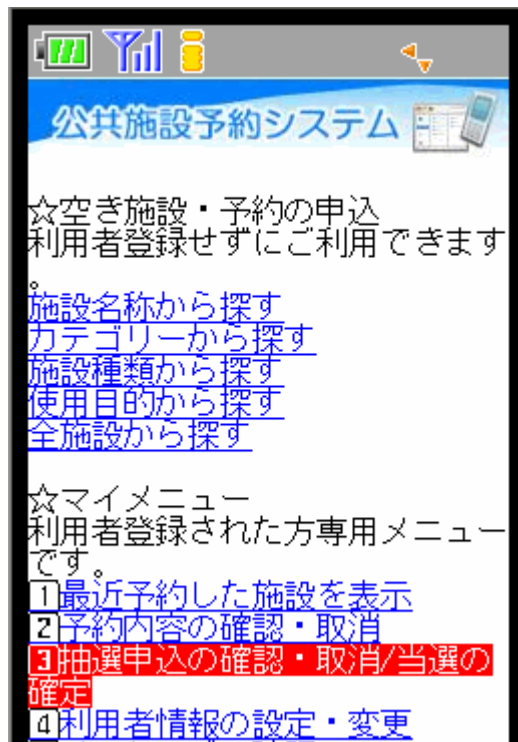 公共施設予約システム
☆空き施設・予約の申込
利用者登録せずにご利用できます
。
施設名称から探す
カテゴリーから探す
施設種類から探す
使用目的から探す
全施設から探す
☆マイメニュー
利用者登録された方専用メニュー
です。
1最近予約した施設を表示
2予約内容の確認・取消
3抽選申込の確認・取消/当選の
確定
4利用者情報の設定・変更